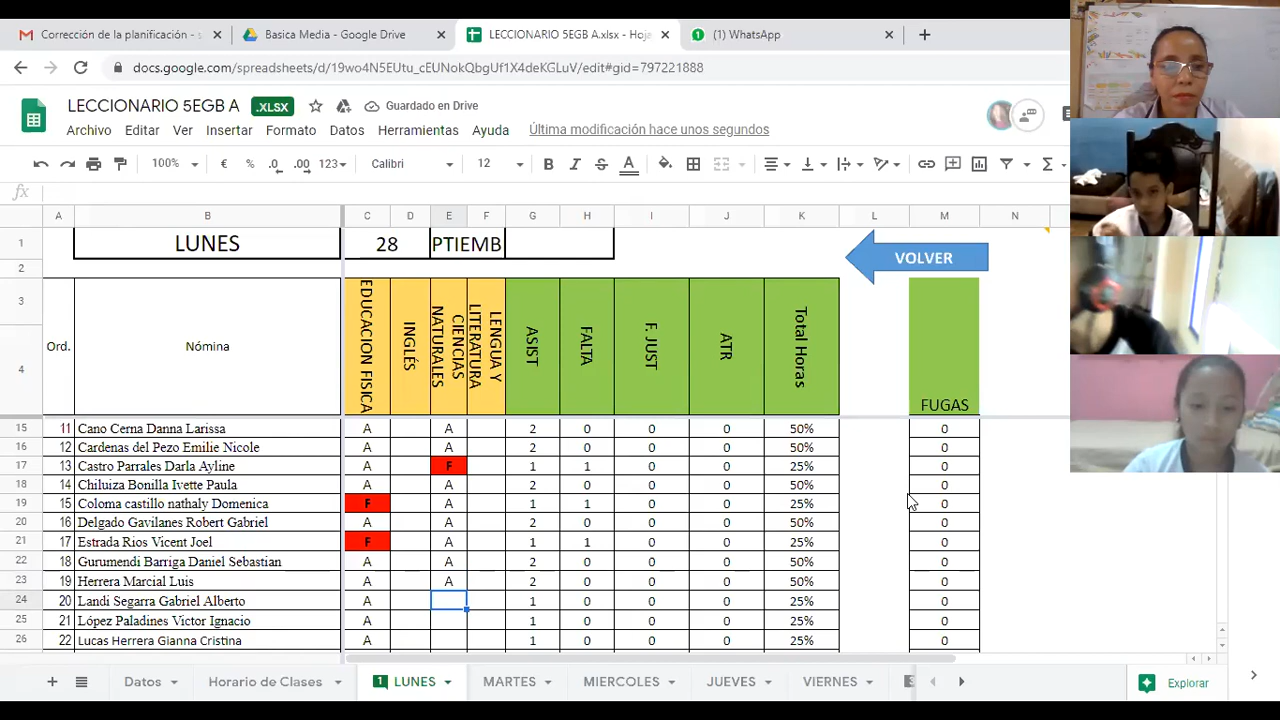 Corrección de la planificación - s
Basica Media - Google Drive
LECCIONARIO 5EGB A.xlsx - Hoja
(1) WhatsApp
docs.google.com/spreadsheets/d/19wo4N5EUtu_cEUNokQbgUf1X4deKGLuV/edit#gid=797221888
LECCIONARIO 5EGB A .XLSX Guardado en Drive
Archivo Editar Ver Insertar Formato Datos Herramientas Ayuda Última modificación hace unos segundos
100% € % .0 .00 123 Calibri 12 B I S A Σ
fx
A B C D E F G H I J K L M N
1 LUNES 28 PTIEMB
VOLVER
2
3
4
Ord. Nómina EDUCACION FISICA INGLÉS CIENCIAS NATURALES LENGUA Y LITERATURA ASIST FALTA F. JUST ATR Total Horas FUGAS
15 11 Cano Cerna Danna Larissa A A 2 0 0 0 50% 0
16 12 Cardenas del Pezo Emilie Nicole A A 2 0 0 0 50% 0
17 13 Castro Parrales Darla Ayline A F 1 1 0 0 25% 0
18 14 Chiluiza Bonilla Ivette Paula A A 2 0 0 0 50% 0
19 15 Coloma castillo nathaly Domenica F A 1 1 0 0 25% 0
20 16 Delgado Gavilanes Robert Gabriel A A 2 0 0 0 50% 0
21 17 Estrada Rios Vicent Joel F A 1 1 0 0 25% 0
22 18 Gurumendi Barriga Daniel Sebastian A A 2 0 0 0 50% 0
23 19 Herrera Marcial Luis A A 2 0 0 0 50% 0
24 20 Landi Segarra Gabriel Alberto A 1 0 0 0 25% 0
25 21 López Paladines Victor Ignacio A 1 0 0 0 25% 0
26 22 Lucas Herrera Gianna Cristina A 1 0 0 0 25% 0
Datos Horario de Clases 1 LUNES MARTES MIERCOLES JUEVES VIERNES Explorar